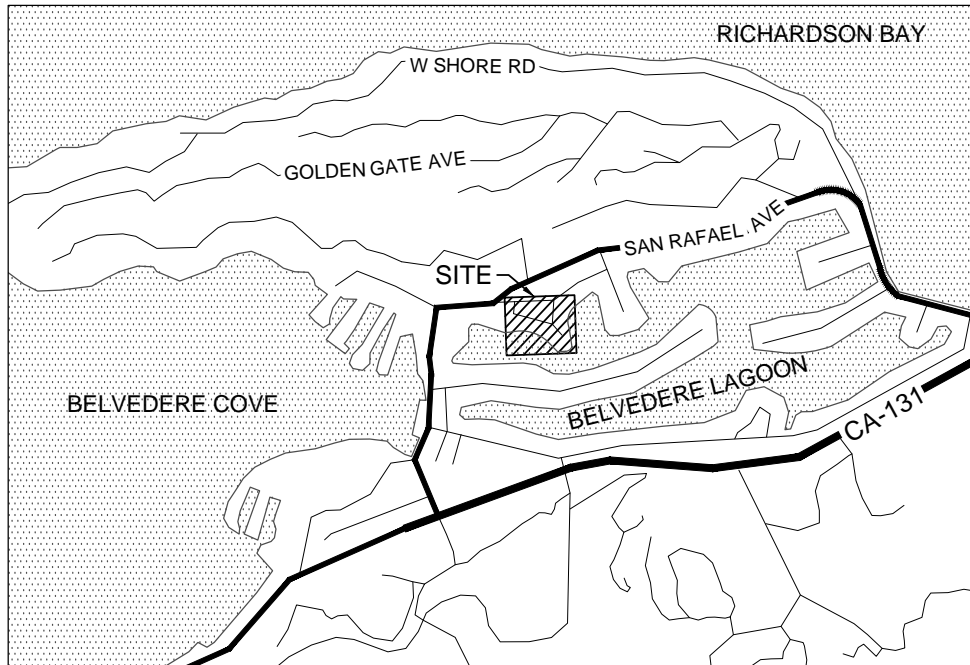 RICHARDSON BAY
W SHORE RD
GOLDEN GATE AVE
SAN RAFAEL AVE
SITE
BELVEDERE COVE
BELVEDERE LAGOON
CA-131